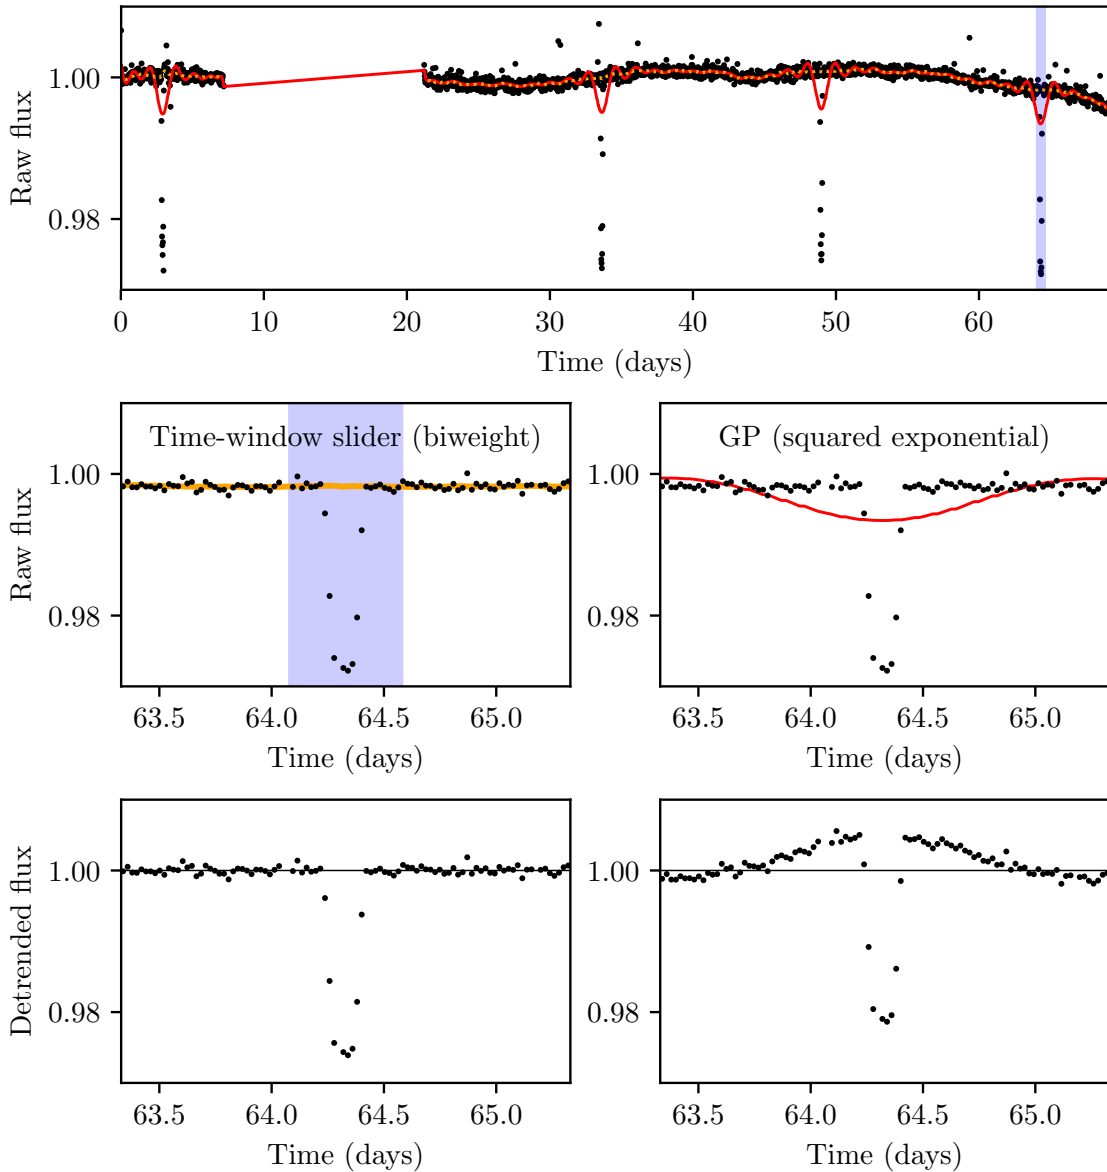 1.00
0.98
Raw flux
0 10 20 30 40 50 60
Time (days)
Time-window slider (biweight)
1.00
0.98
Raw flux
63.5 64.0 64.5 65.0
Time (days)
GP (squared exponential)
1.00
0.98
63.5 64.0 64.5 65.0
Time (days)
1.00
0.98
Detrended flux
63.5 64.0 64.5 65.0
Time (days)
1.00
0.98
63.5 64.0 64.5 65.0
Time (days)